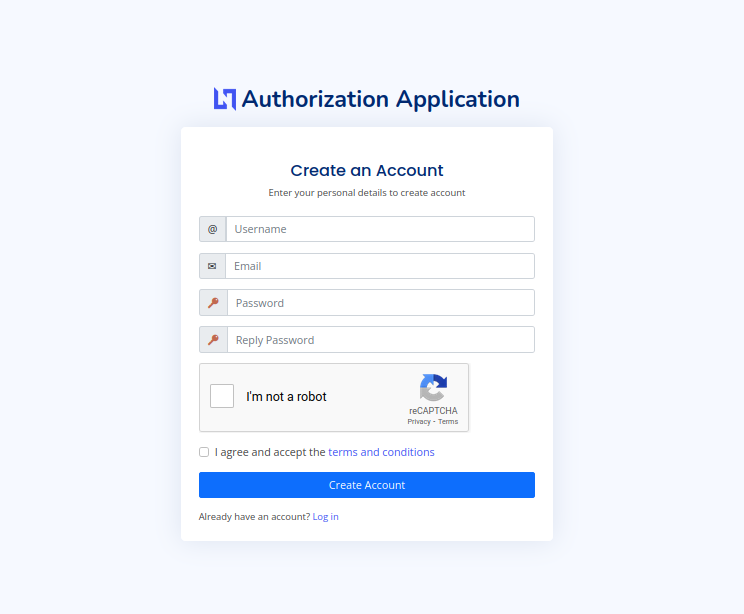 Authorization Application
Create an Account
Enter your personal details to create account
@ Username
Email
Password
Reply Password
I'm not a robot
reCAPTCHA
Privacy - Terms
I agree and accept the terms and conditions
Create Account
Already have an account? Log in